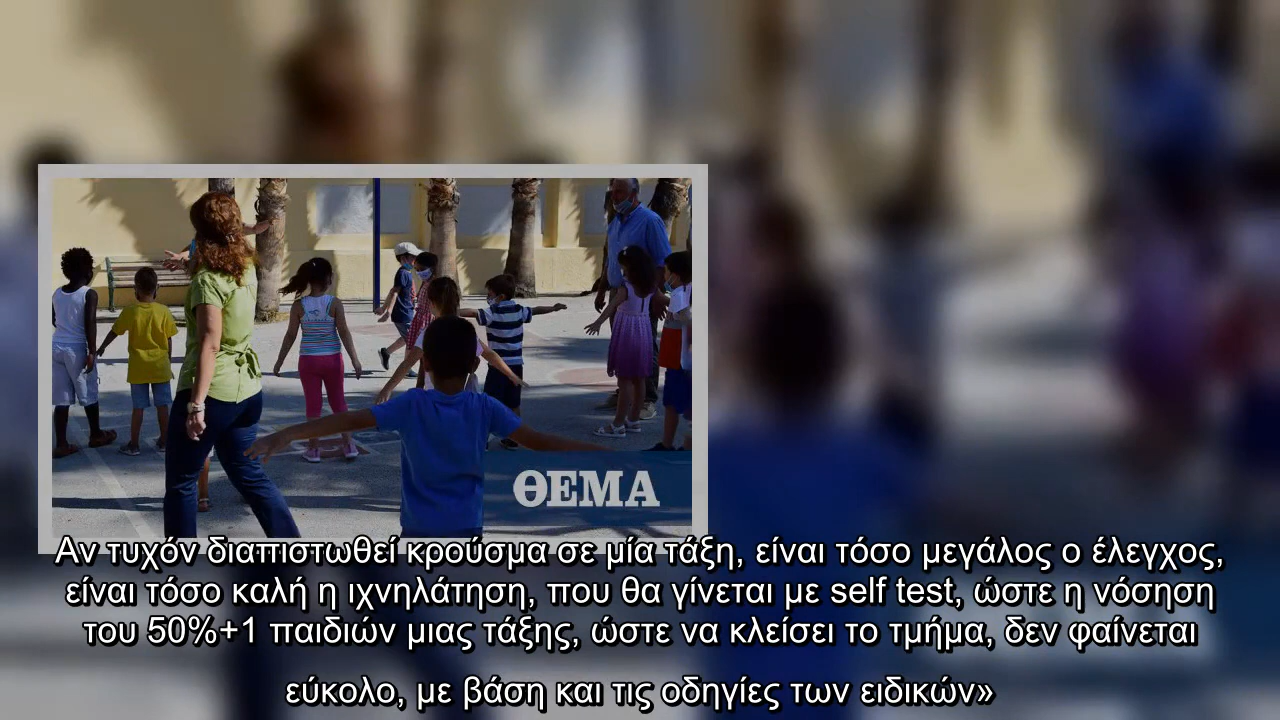 ΘΕΜΑ
Αν τυχόν διαπιστωθεί κρούσμα σε μία τάξη, είναι τόσο μεγάλος ο έλεγχος,
είναι τόσο καλή η ιχνηλάτηση, που θα γίνεται με self test, ώστε η νόσηση
του 50%+1 παιδιών μιας τάξης, ώστε να κλείσει το τμήμα, δεν φαίνεται
εύκολο, με βάση και τις οδηγίες των ειδικών»